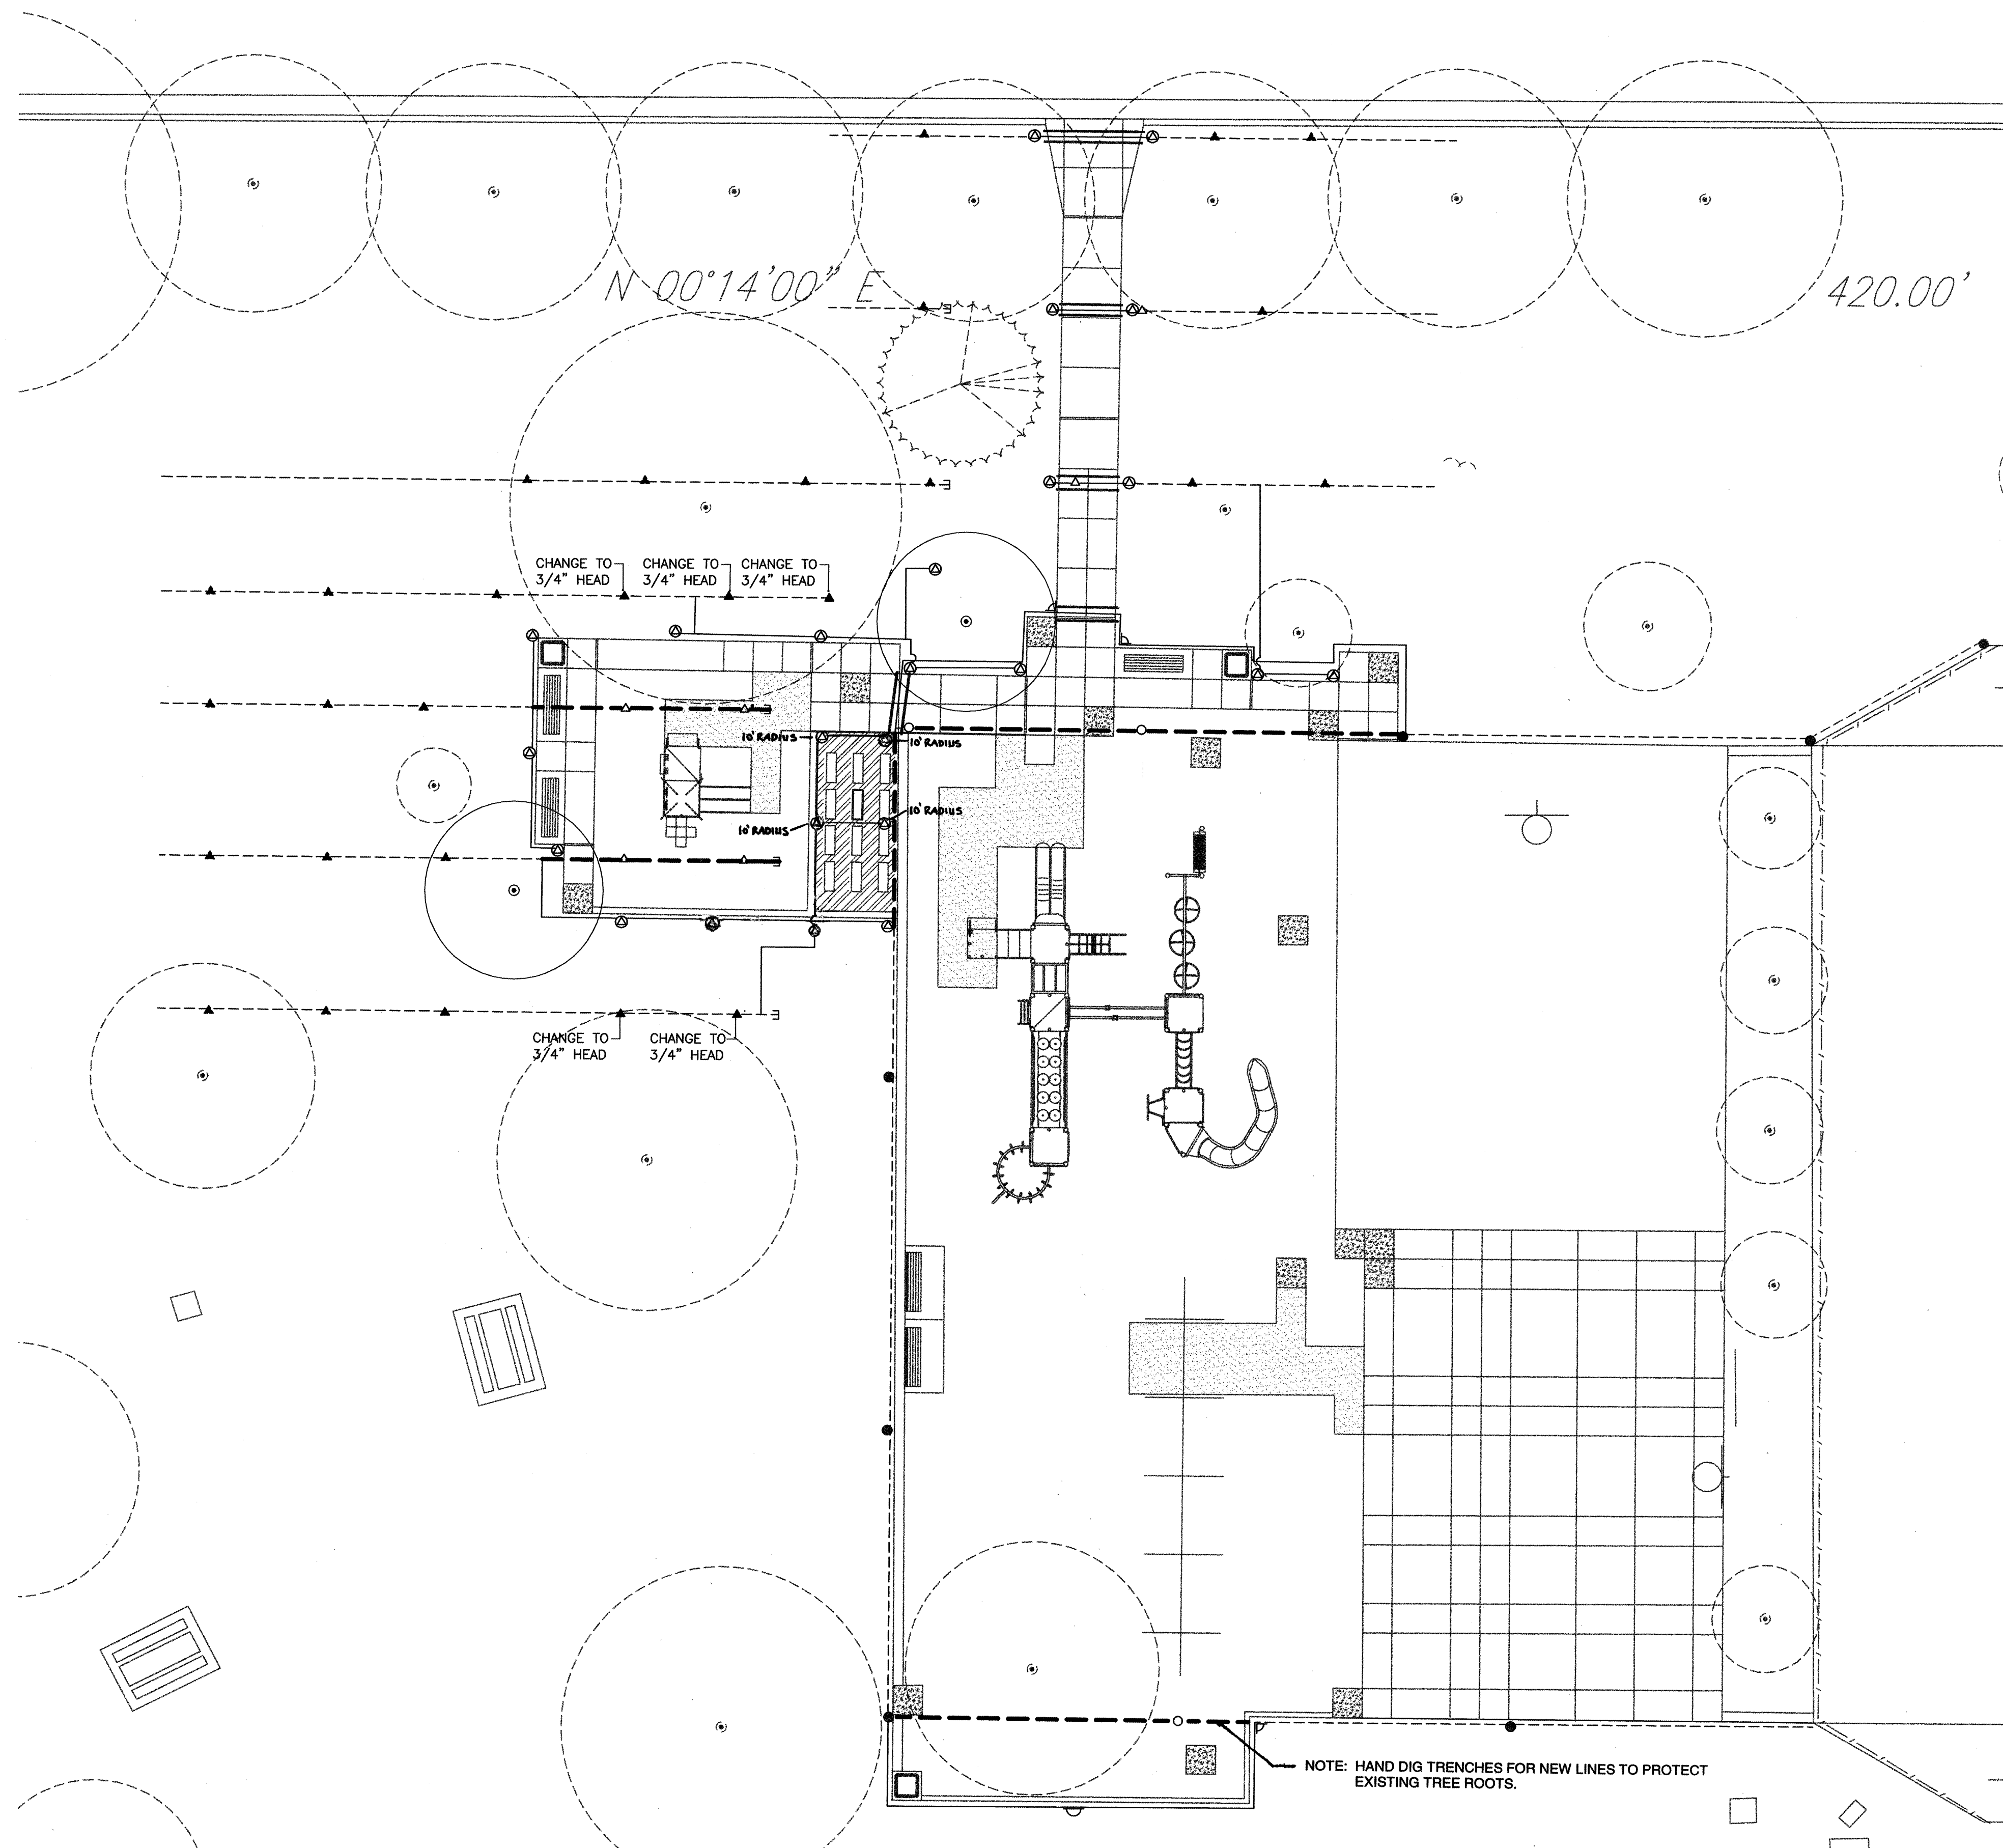 N 00°14'00" E
420.00'
CHANGE TO
3/4" HEAD
CHANGE TO
3/4" HEAD
CHANGE TO
3/4" HEAD
10' RADIUS
10' RADIUS
10' RADIUS
10' RADIUS
CHANGE TO
3/4" HEAD
CHANGE TO
3/4" HEAD
NOTE: HAND DIG TRENCHES FOR NEW LINES TO PROTECT
EXISTING TREE ROOTS.